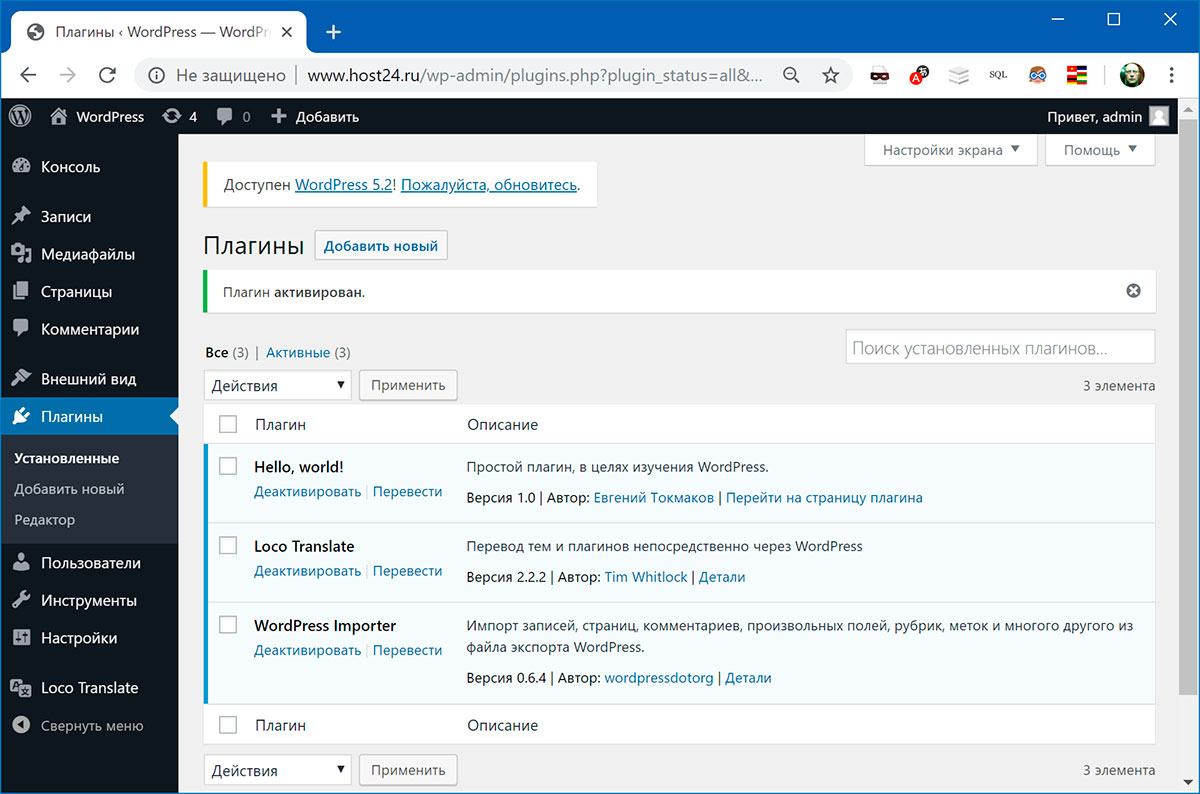 Плагины ‹ WordPress — WordPr
Не защищено
www.host24.ru/wp-admin/plugins.php?plugin_status=all&...
SQL
WordPress
4
0
Добавить
Привет, admin
Настройки экрана
Помощь
Консоль
Записи
Медиафайлы
Страницы
Комментарии
Внешний вид
Плагины
Установленные
Добавить новый
Редактор
Пользователи
Инструменты
Настройки
Loco Translate
Свернуть меню
Доступен WordPress 5.2! Пожалуйста, обновитесь.
Плагины
Добавить новый
Плагин активирован.
Все (3) | Активные (3)
Поиск установленных плагинов...
Действия
Применить
3 элемента
Плагин
Описание
Hello, world!
Деактивировать | Перевести
Простой плагин, в целях изучения WordPress.
Версия 1.0 | Автор: Евгений Токмаков | Перейти на страницу плагина
Loco Translate
Деактивировать | Перевести
Перевод тем и плагинов непосредственно через WordPress
Версия 2.2.2 | Автор: Tim Whitlock | Детали
WordPress Importer
Деактивировать | Перевести
Импорт записей, страниц, комментариев, произвольных полей, рубрик, меток и многого другого из
файла экспорта WordPress.
Версия 0.6.4 | Автор: wordpressdotorg | Детали
Плагин
Описание
Действия
Применить
3 элемента